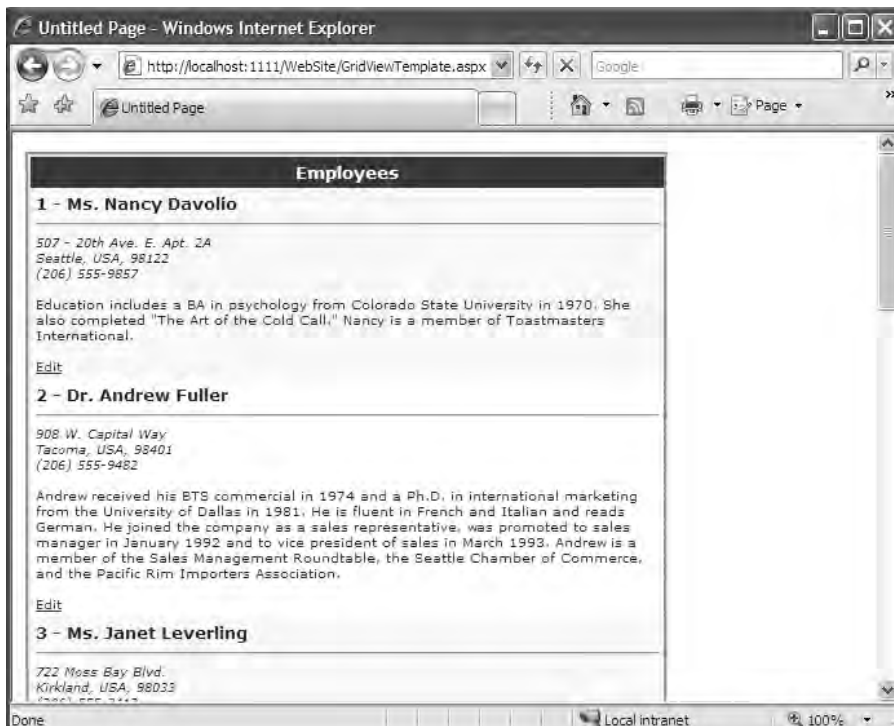 Untitled Page - Windows Internet Explorer
http://localhost:1111/WebSite/GridViewTemplate.aspx
Google
Untitled Page
Page
Employees
1 - Ms. Nancy Davolio
507 - 20th Ave. E. Apt. 2A
Seattle, USA, 98122
(206) 555-9857
Education includes a BA in psychology from Colorado State University in 1970. She
also completed "The Art of the Cold Call." Nancy is a member of Toastmasters
International.
Edit
2 - Dr. Andrew Fuller
908 W. Capital Way
Tacoma, USA, 98401
(206) 555-9482
Andrew received his BTS commercial in 1974 and a Ph.D. in international marketing
from the University of Dallas in 1981. He is fluent in French and Italian and reads
German. He joined the company as a sales representative, was promoted to sales
manager in January 1992 and to vice president of sales in March 1993. Andrew is a
member of the Sales Management Roundtable, the Seattle Chamber of Commerce,
and the Pacific Rim Importers Association.
Edit
3 - Ms. Janet Leverling
722 Moss Bay Blvd.
Kirkland, USA, 98033
Done
Local intranet
100%